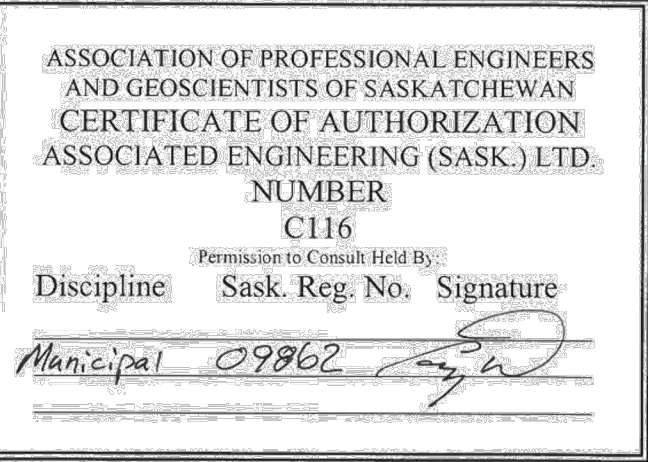 ASSOCIATION OF PROFESSIONAL ENGINEERS
AND GEOSCIENTISTS OF SASKATCHEWAN
CERTIFICATE OF AUTHORIZATION
ASSOCIATED ENGINEERING (SASK.) LTD.
NUMBER
C116
Permission to Consult Held By:
Discipline Sask. Reg. No. Signature
Municipal 09862